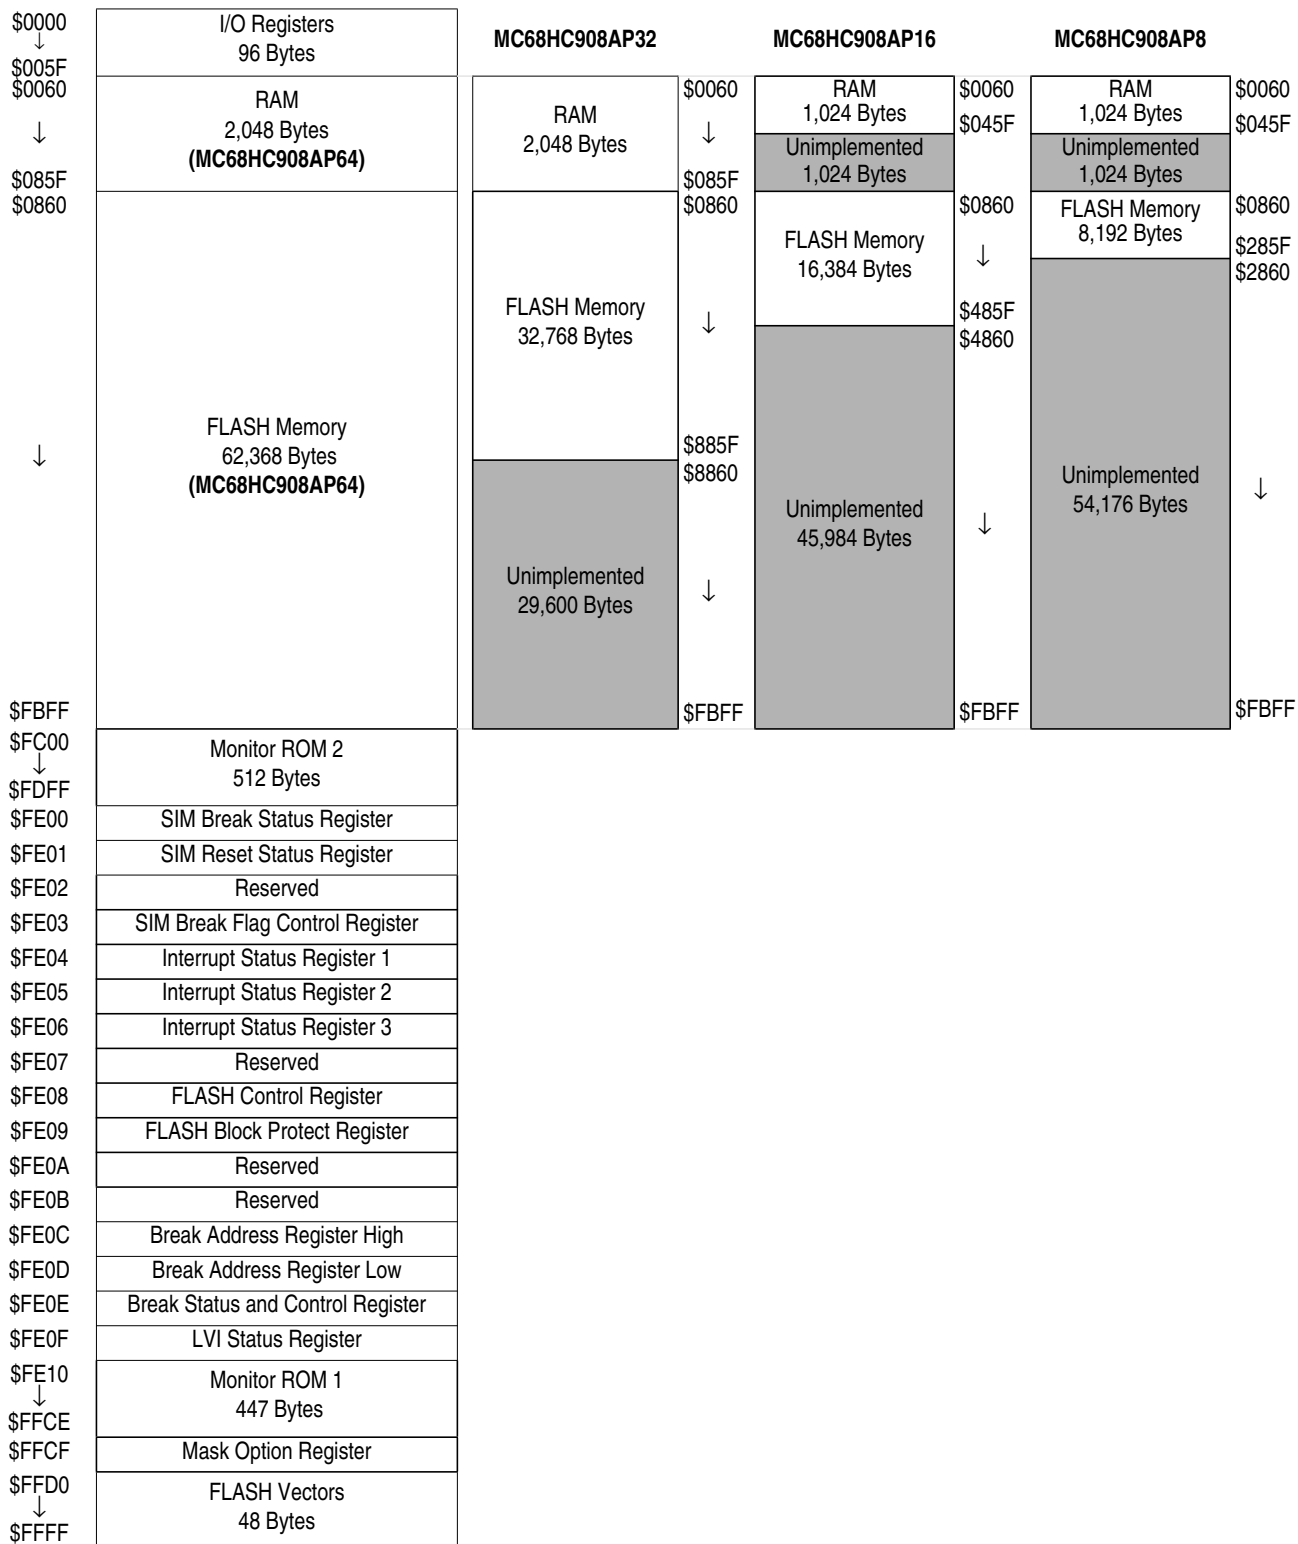 $0000
↓
$005F
I/O Registers
96 Bytes
MC68HC908AP32
MC68HC908AP16
MC68HC908AP8
$0060
↓
$085F
RAM
2,048 Bytes
(MC68HC908AP64)
RAM
2,048 Bytes
$0060
↓
$085F
RAM
1,024 Bytes
$0060
$045F
Unimplemented
1,024 Bytes
RAM
1,024 Bytes
$0060
$045F
Unimplemented
1,024 Bytes
$0860
↓
$FBFF
FLASH Memory
62,368 Bytes
(MC68HC908AP64)
FLASH Memory
32,768 Bytes
$0860
↓
$885F
Unimplemented
29,600 Bytes
$8860
↓
$FBFF
FLASH Memory
16,384 Bytes
$0860
↓
$485F
Unimplemented
45,984 Bytes
$4860
↓
$FBFF
FLASH Memory
8,192 Bytes
$0860
$285F
Unimplemented
54,176 Bytes
$2860
↓
$FBFF
$FC00
↓
$FDFF
Monitor ROM 2
512 Bytes
$FE00 SIM Break Status Register
$FE01 SIM Reset Status Register
$FE02 Reserved
$FE03 SIM Break Flag Control Register
$FE04 Interrupt Status Register 1
$FE05 Interrupt Status Register 2
$FE06 Interrupt Status Register 3
$FE07 Reserved
$FE08 FLASH Control Register
$FE09 FLASH Block Protect Register
$FE0A Reserved
$FE0B Reserved
$FE0C Break Address Register High
$FE0D Break Address Register Low
$FE0E Break Status and Control Register
$FE0F LVI Status Register
$FE10
↓
$FFCE
Monitor ROM 1
447 Bytes
$FFCF Mask Option Register
$FFD0
↓
$FFFF
FLASH Vectors
48 Bytes